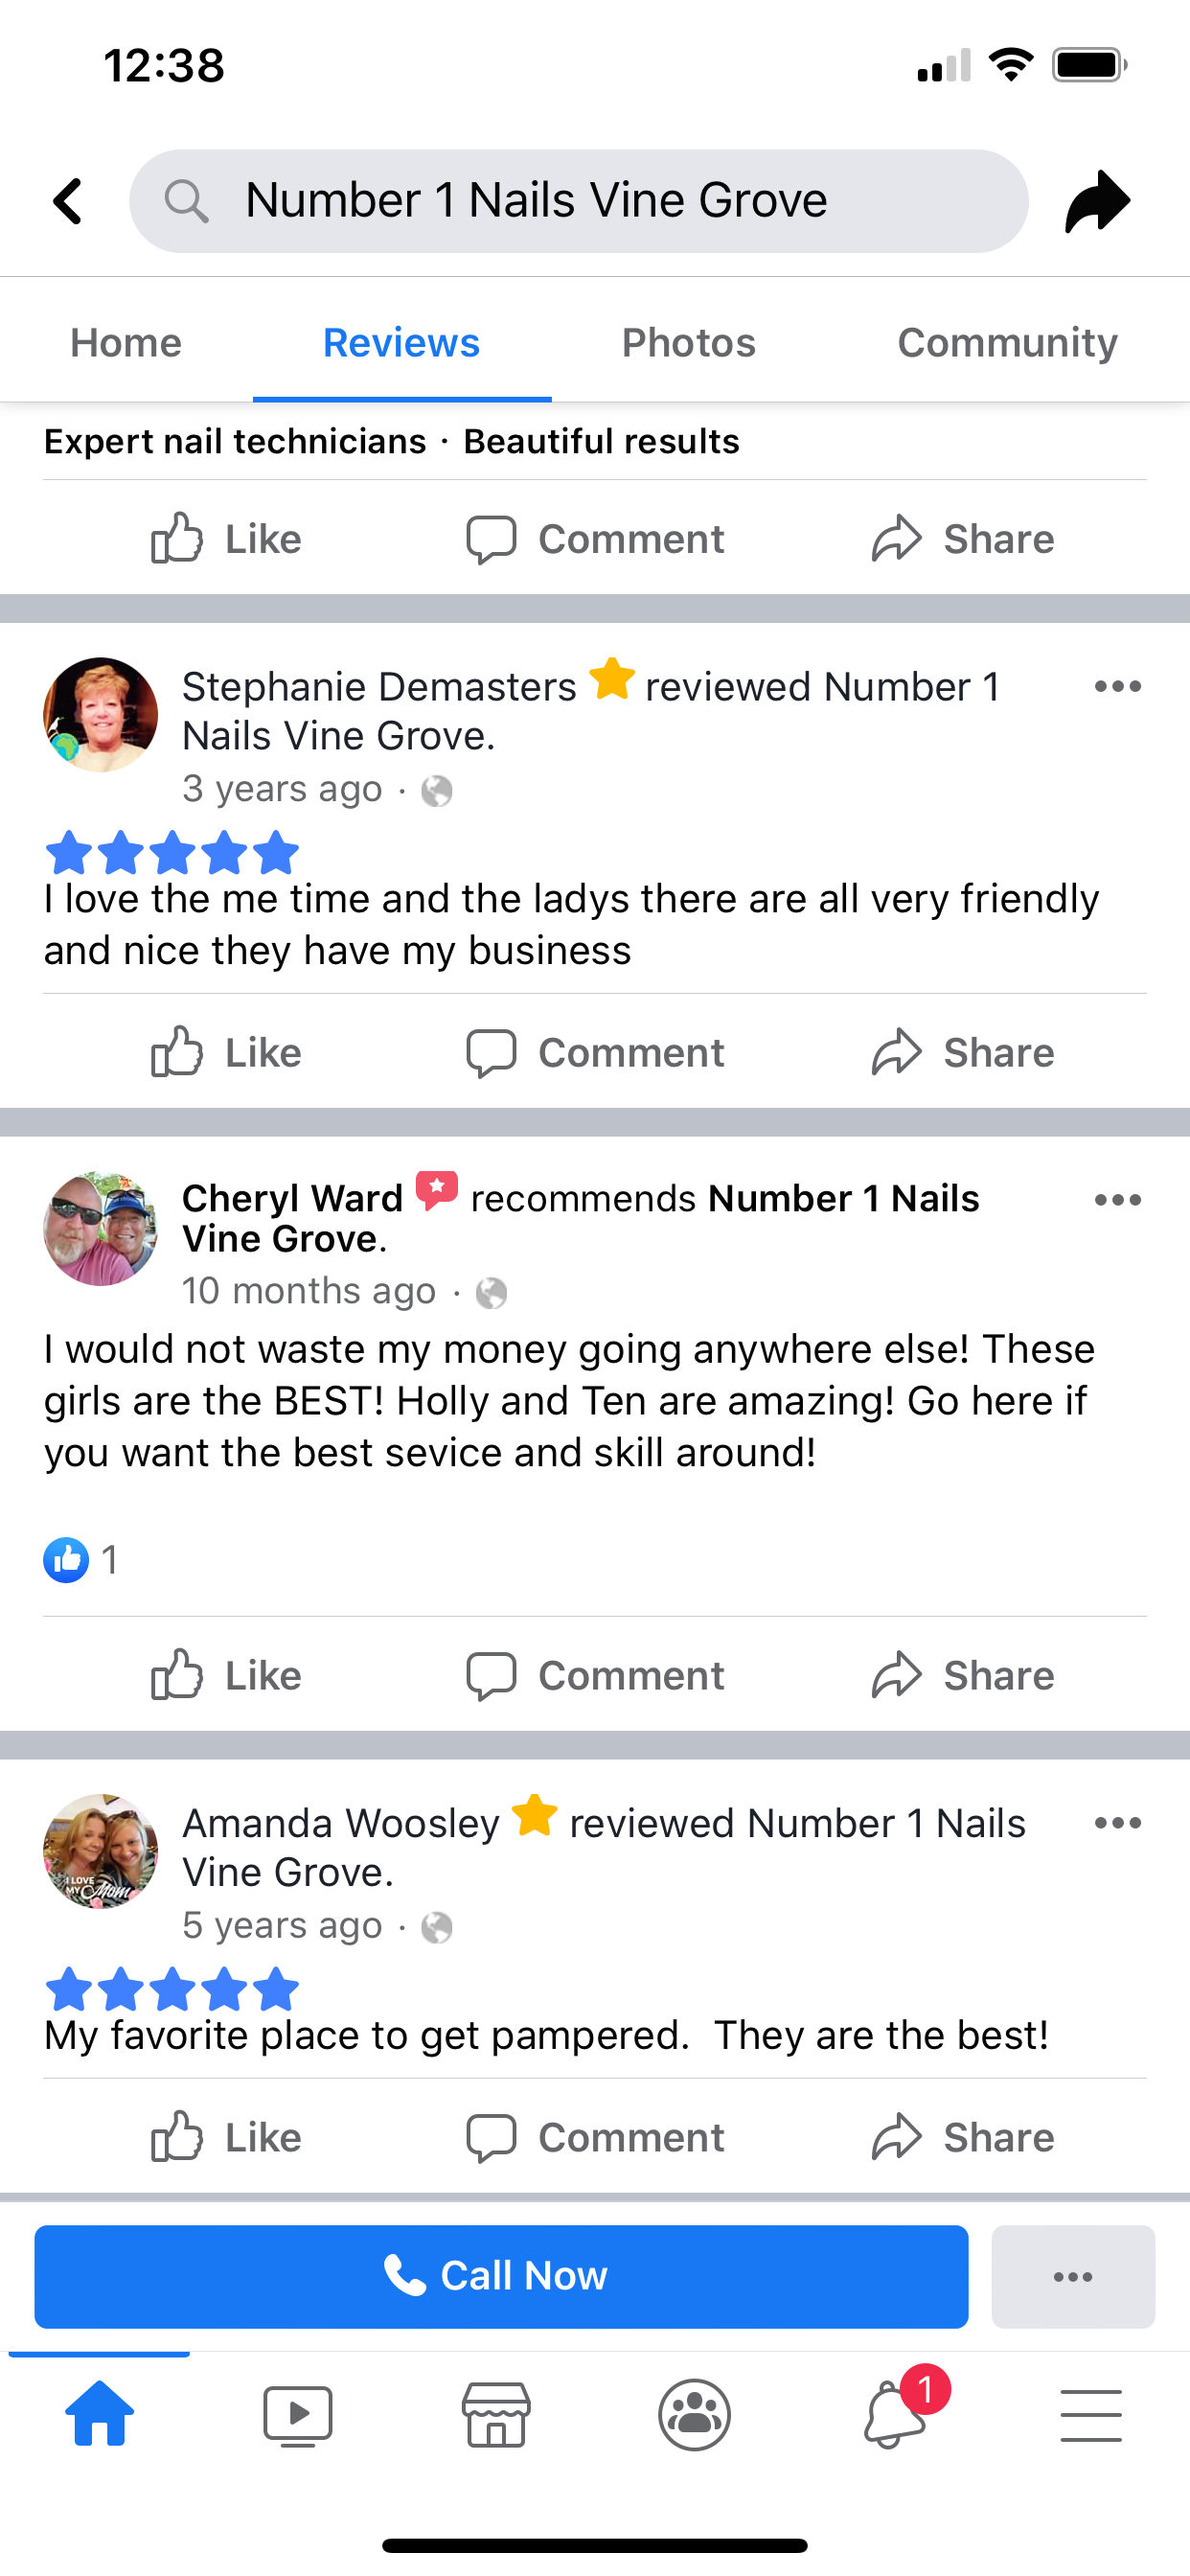 12:38
Number 1 Nails Vine Grove
Home Reviews Photos Community
Expert nail technicians · Beautiful results
Like Comment Share
Stephanie Demasters reviewed Number 1
Nails Vine Grove.
3 years ago ·
I love the me time and the ladys there are all very friendly
and nice they have my business
Like Comment Share
Cheryl Ward recommends Number 1 Nails
Vine Grove.
10 months ago ·
I would not waste my money going anywhere else! These
girls are the BEST! Holly and Ten are amazing! Go here if
you want the best sevice and skill around!
1
Like Comment Share
Amanda Woosley reviewed Number 1 Nails
Vine Grove.
5 years ago ·
I LOVE
MY Mom
My favorite place to get pampered.  They are the best!
Like Comment Share
Call Now
1